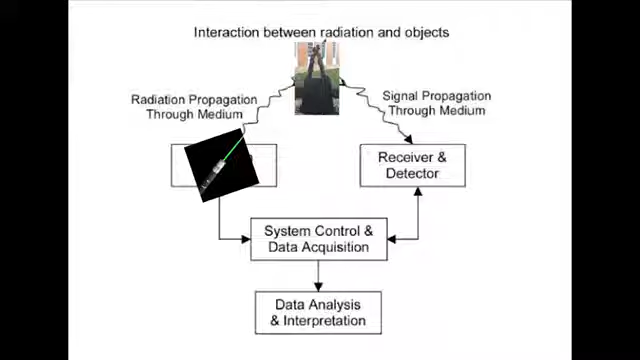 Interaction between radiation and objects
Radiation Propagation
Through Medium
Signal Propagation
Through Medium
Receiver &
Detector
System Control &
Data Acquisition
Data Analysis
& Interpretation